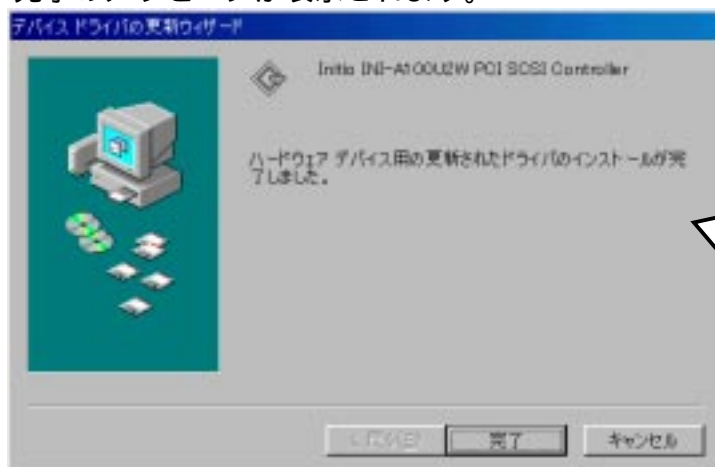 デバイス ドライバの更新ウィザード
Initio INI-A100U2W PCI SCSI Controller
ハードウェア デバイス用の更新されたドライバのインストールが完
了しました。
完了
キャンセル